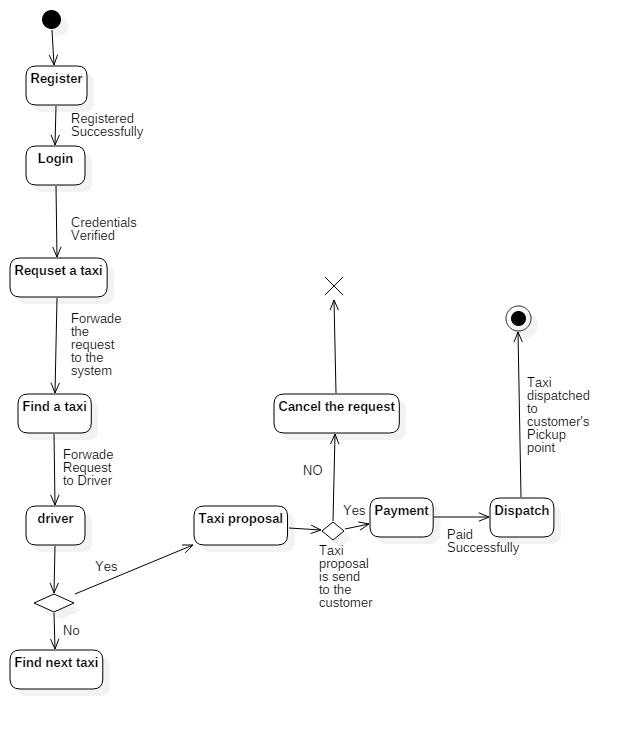 Register
Registered
Successfully
Login
Credentials
Verified
Requset a taxi
Forwade
the
request
to the
system
Find a taxi
Forwade
Request
to Driver
driver
Yes
No
Find next taxi
Taxi proposal
Taxi
proposal
is send
to the
customer
NO
Cancel the request
Yes
Payment
Paid
Successfully
Dispatch
Taxi
dispatched
to
customer's
Pickup
point